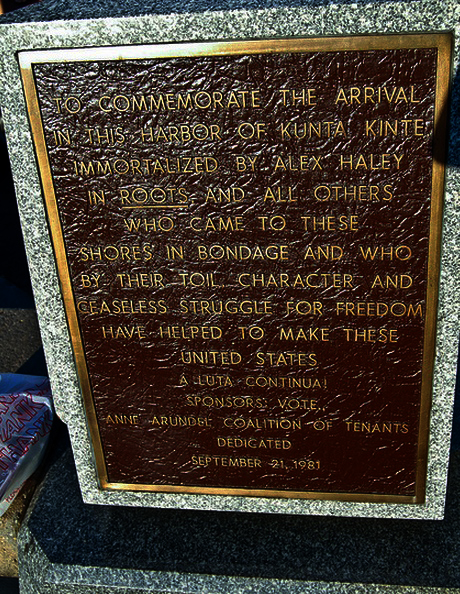 TO COMMEMORATE THE ARRIVAL
IN THIS HARBOR OF KUNTA KINTE
IMMORTALIZED BY ALEX HALEY
IN ROOTS, AND ALL OTHERS
WHO CAME TO THESE
SHORES IN BONDAGE AND WHO
BY THEIR TOIL, CHARACTER AND
CEASELESS STRUGGLE FOR FREEDOM
HAVE HELPED TO MAKE THESE
UNITED STATES
A LUTA CONTINUA!
SPONSORS: VOTE,
ANNE ARUNDEL COALITION OF TENANTS
DEDICATED
SEPTEMBER 21, 1981
THANK